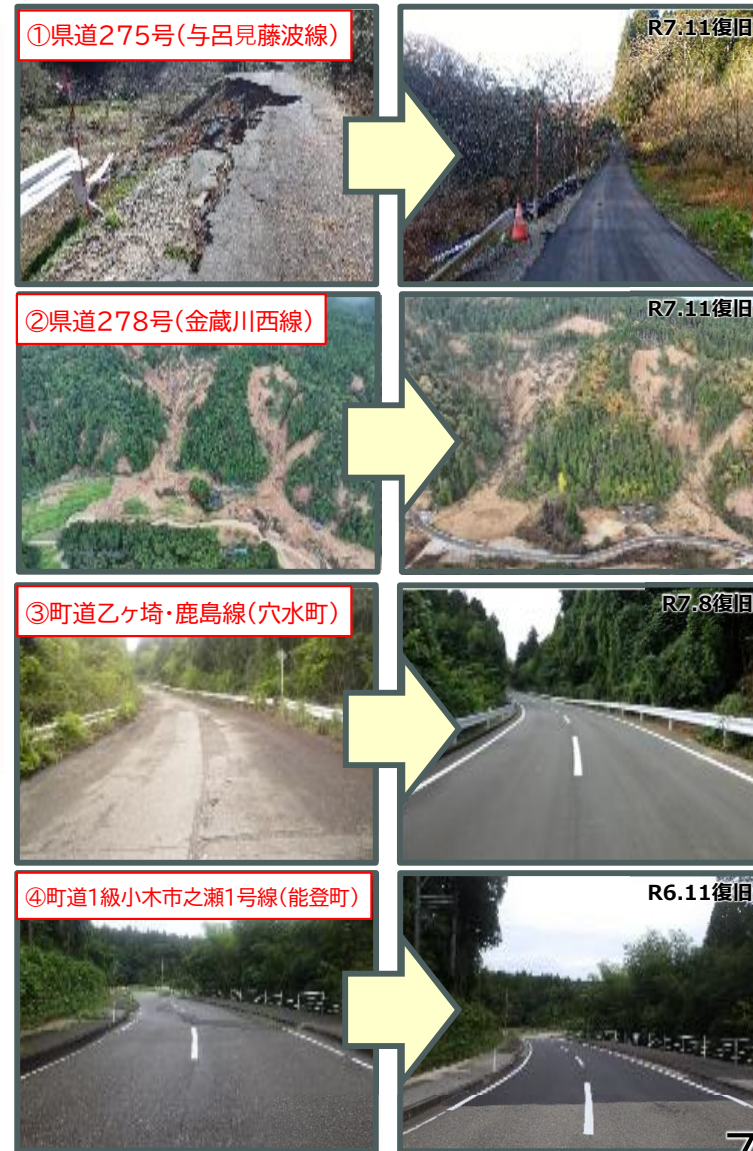 ①県道275号(与呂見藤波線)
R7.11復旧
②県道278号(金蔵川西線)
R7.11復旧
③町道乙ヶ埼・鹿島線(穴水町)
R7.8復旧
④町道1級小木市之瀬1号線(能登町)
R6.11復旧